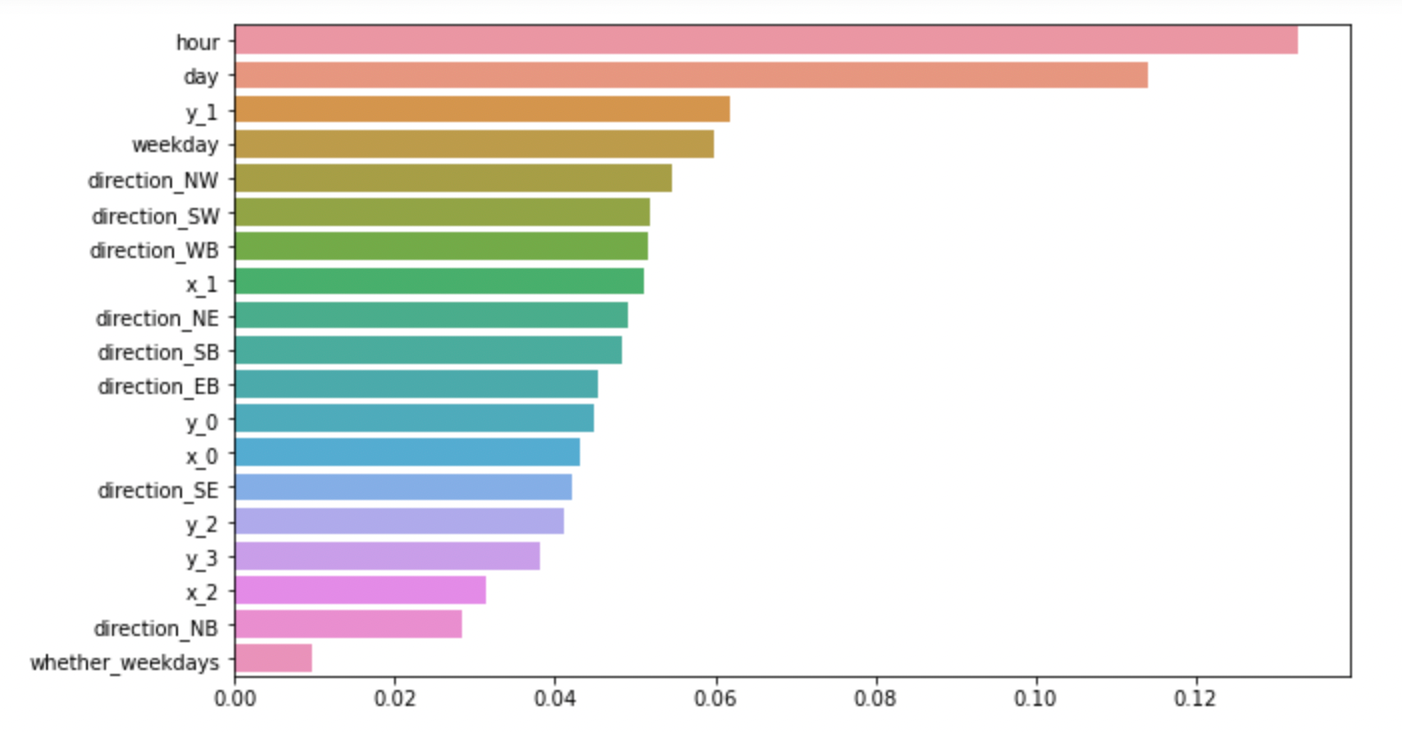 hour
day
y_1
weekday
direction_NW
direction_SW
direction_WB
x_1
direction_NE
direction_SB
direction_EB
y_0
x_0
direction_SE
y_2
y_3
x_2
direction_NB
whether_weekdays
0.00 0.02 0.04 0.06 0.08 0.10 0.12